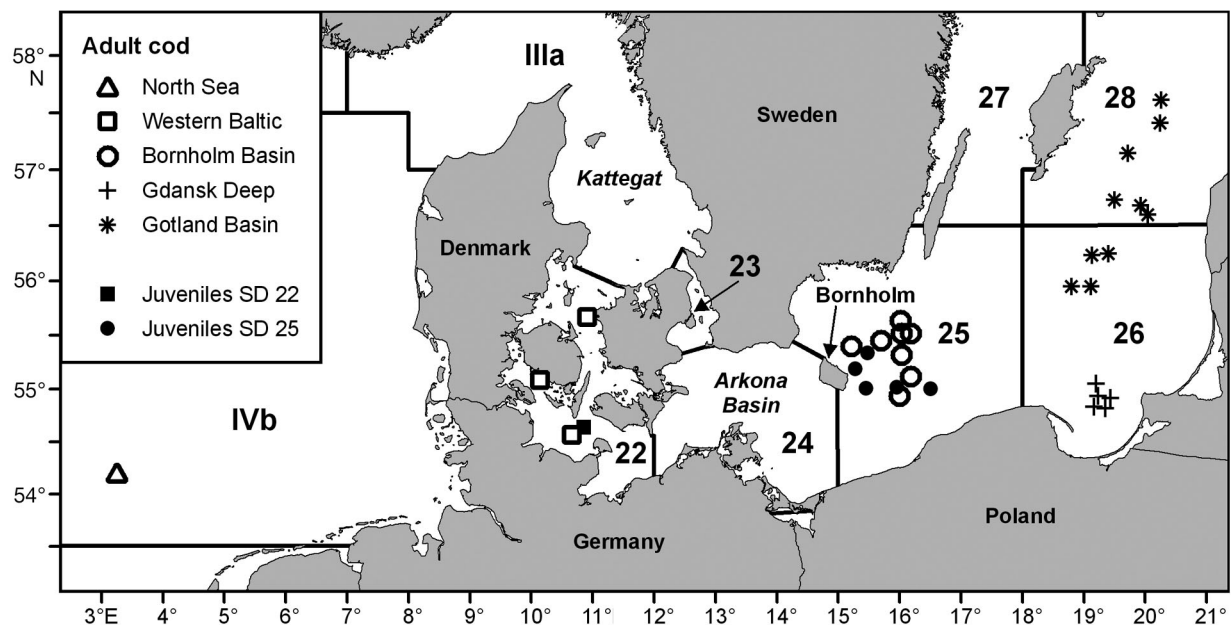 Adult cod
North Sea
Western Baltic
Bornholm Basin
Gdansk Deep
Gotland Basin
Juveniles SD 22
Juveniles SD 25
58°
N
57°
56°
55°
54°
IIIa
Kattegat
Sweden
27
28
Denmark
23
Bornholm
25
26
Arkona
Basin
IVb
22
24
Germany
Poland
3°E 4° 5° 6° 7° 8° 9° 10° 11° 12° 13° 14° 15° 16° 17° 18° 19° 20° 21°